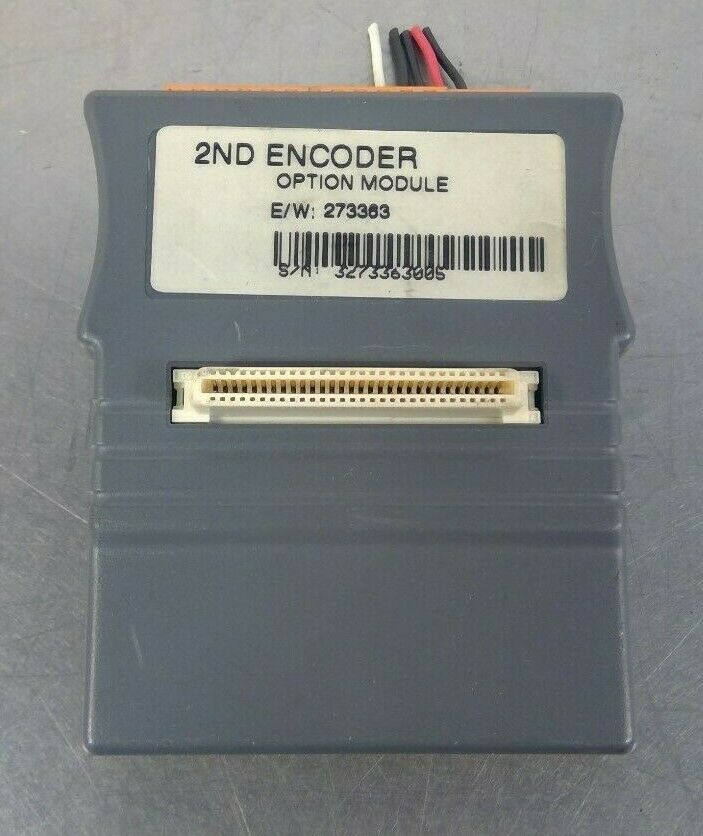 2ND ENCODER
OPTION MODULE
E/W: 273363
S/N: 3273363005